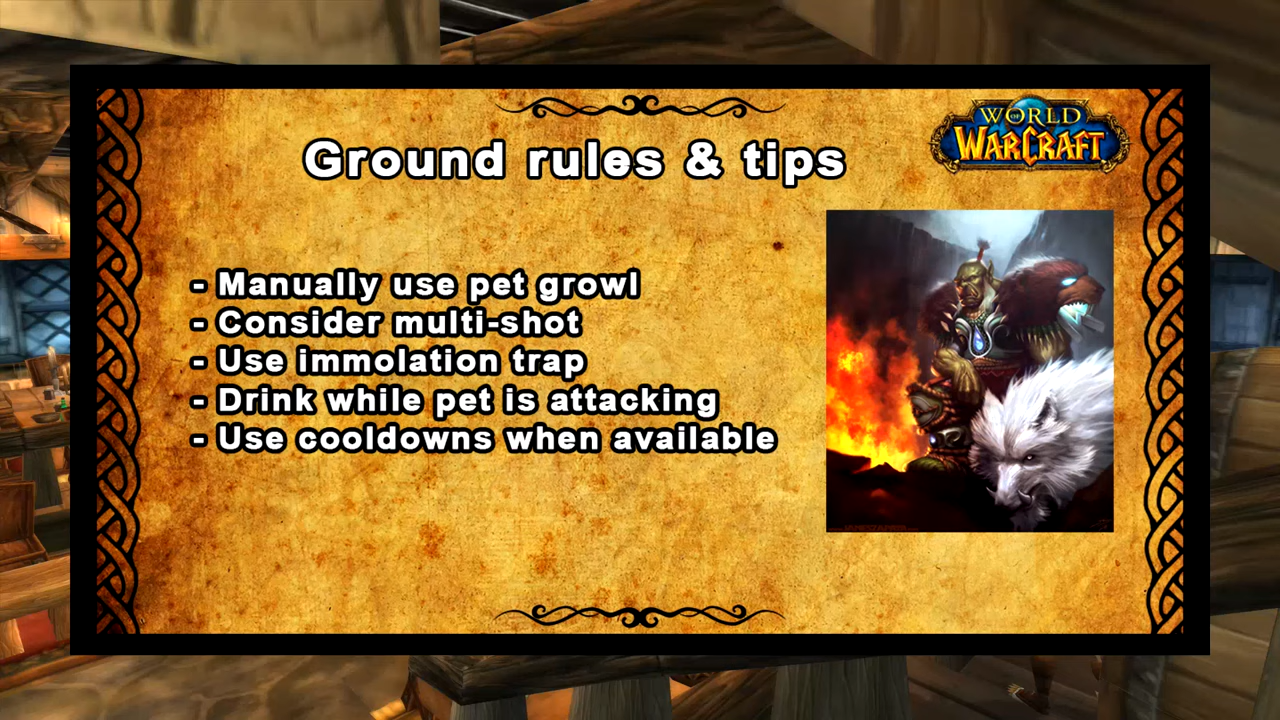 WORLD
OF
WARCRAFT
Ground rules & tips
- Manually use pet growl
- Consider multi-shot
- Use immolation trap
- Drink while pet is attacking
- Use cooldowns when available